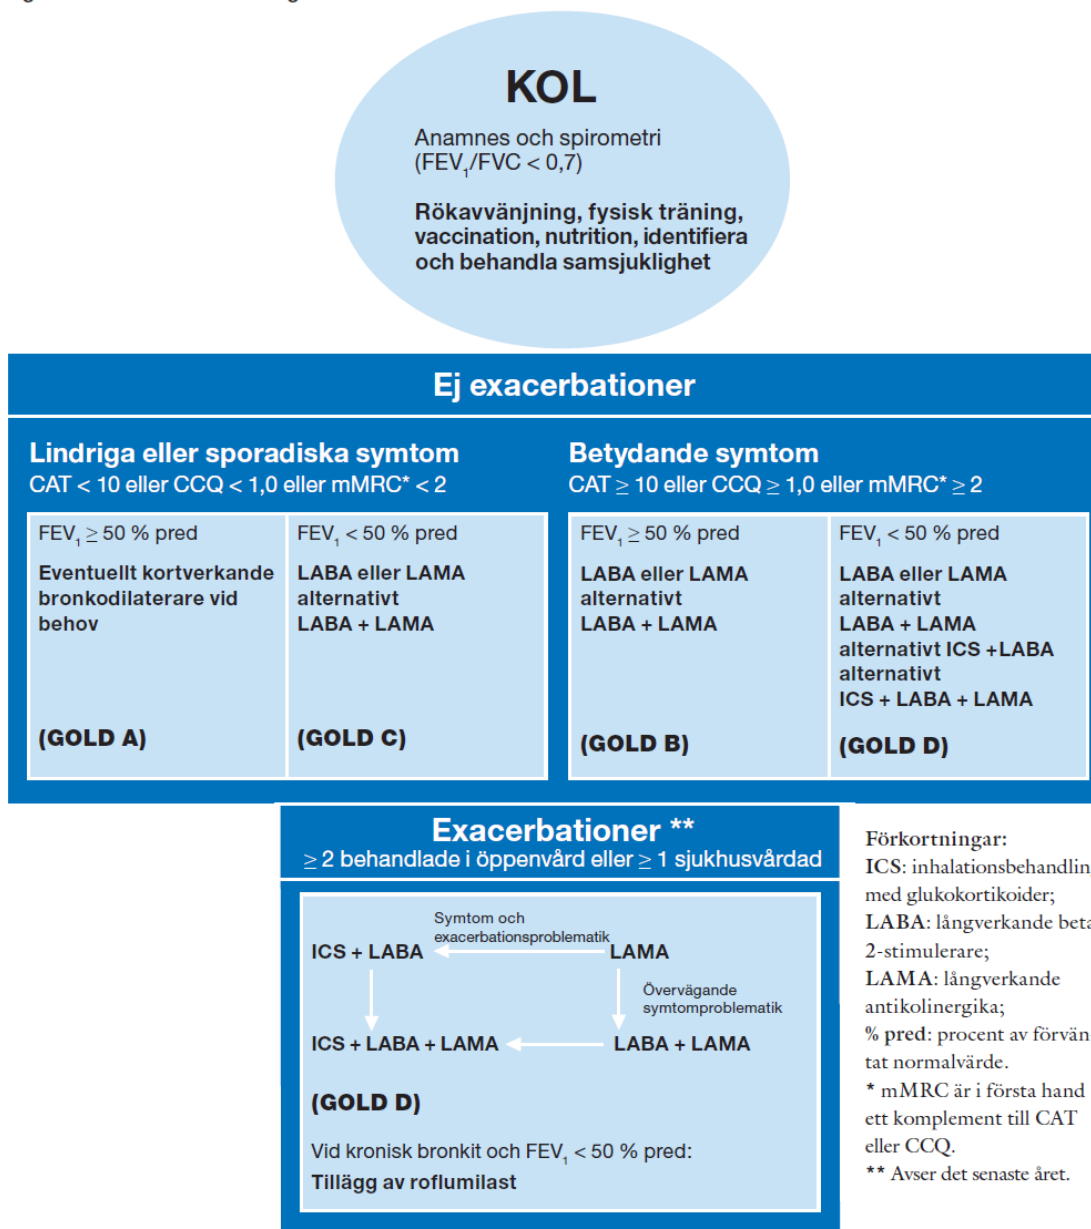 KOL
Anamnes och spirometri
(FEV₁/FVC < 0,7)
Rökavvänjning, fysisk träning,
vaccination, nutrition, identifiera
och behandla samsjuklighet
Ej exacerbationer
Lindriga eller sporadiska symtom
CAT < 10 eller CCQ < 1,0 eller mMRC* < 2
FEV₁ ≥ 50 % pred
Eventuellt kortverkande
bronkodilaterare vid
behov
(GOLD A)
FEV₁ < 50 % pred
LABA eller LAMA
alternativt
LABA + LAMA
(GOLD C)
Betydande symtom
CAT ≥ 10 eller CCQ ≥ 1,0 eller mMRC* ≥ 2
FEV₁ ≥ 50 % pred
LABA eller LAMA
alternativt
LABA + LAMA
(GOLD B)
FEV₁ < 50 % pred
LABA eller LAMA
alternativt
LABA + LAMA
alternativt ICS +LABA
alternativt
ICS + LABA + LAMA
(GOLD D)
Exacerbationer **
≥ 2 behandlade i öppenvård eller ≥ 1 sjukhusvårdad
Symtom och
exacerbationsproblematik
ICS + LABA
LAMA
Övervägande
symtomproblematik
ICS + LABA + LAMA
LABA + LAMA
(GOLD D)
Vid kronisk bronkit och FEV₁ < 50 % pred:
Tillägg av roflumilast
Förkortningar:
ICS: inhalationsbehandlin
med glukokortikoider;
LABA: långverkande beta
2-stimulerare;
LAMA: långverkande
antikolinergika;
% pred: procent av förvän
tat normalvärde.
* mMRC är i första hand
ett komplement till CAT
eller CCQ.
** Avser det senaste året.